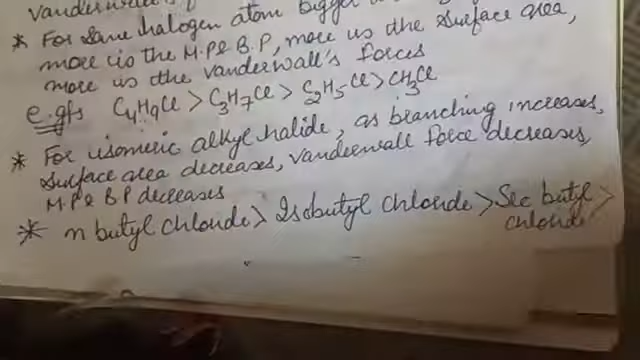 vanderwall's
* For same halogen atom bigger
more is the M.P & B.P, more is the surface area,
more is the vanderwall's forces
e.gfs C4H9Cl > C3H7Cl > C2H5Cl > CH3Cl
* For isomeric alkyl halide, as branching increases,
surface area decreases, vanderwall force decreases,
M.P & B.P decreases
* n butyl chloride > Isobutyl chloride > Sec butyl >
chloride